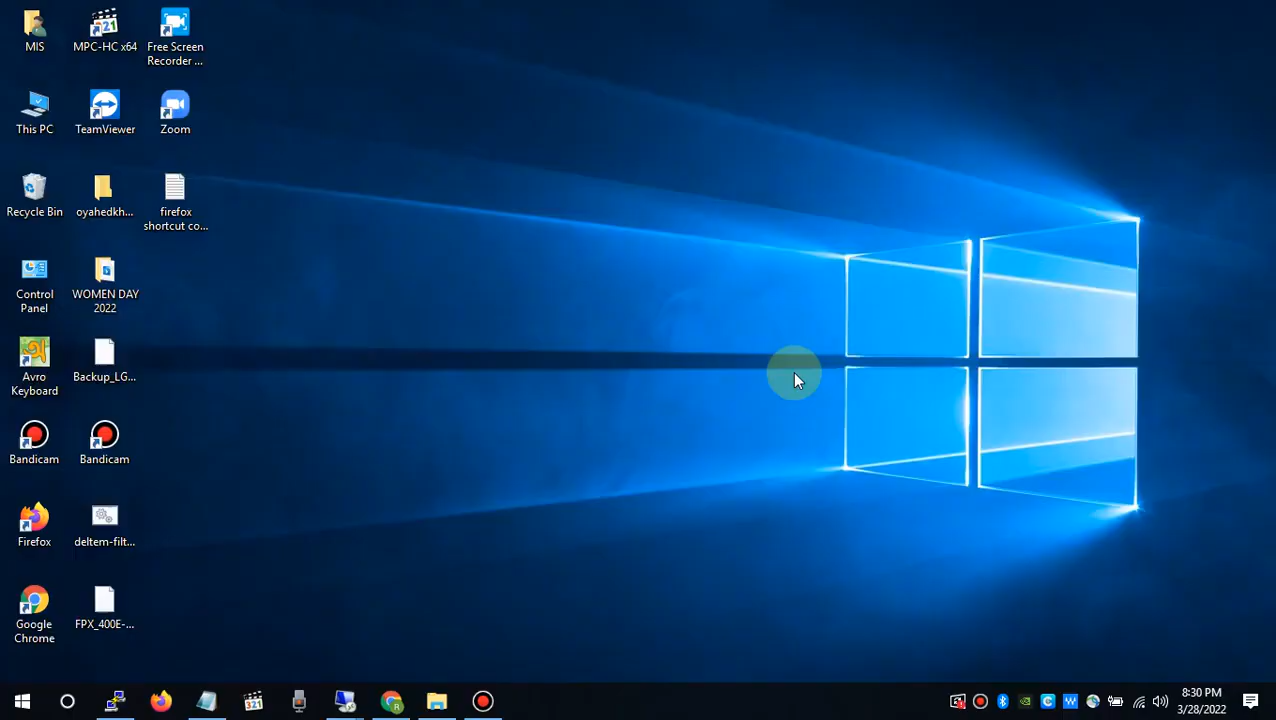 MIS
MPC-HC x64
Free Screen
Recorder ...
This PC
TeamViewer
Zoom
Recycle Bin
oyahedkh...
firefox
shortcut co...
Control
Panel
WOMEN DAY
2022
Avro
Keyboard
Backup_LG...
Bandicam
Bandicam
Firefox
deltem-filt...
Google
Chrome
FPX_400E-...
321
321
8:30 PM
3/28/2022